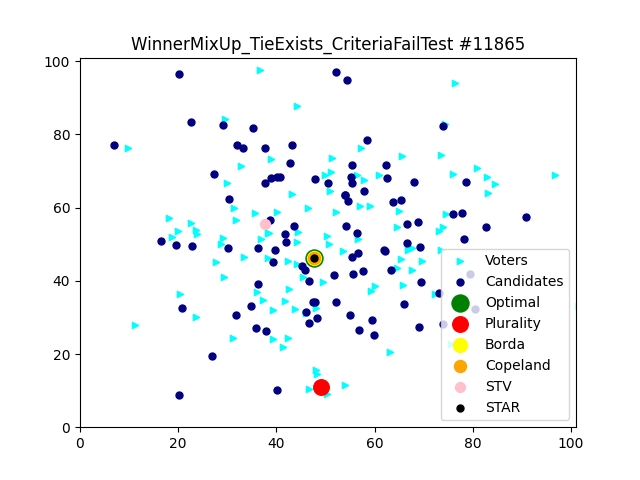 WinnerMixUp_TieExists_CriteriaFailTest #11865
100
80
60
40
20
0
0 20 40 60 80 100
Voters
Candidates
Optimal
Plurality
Borda
Copeland
STV
STAR